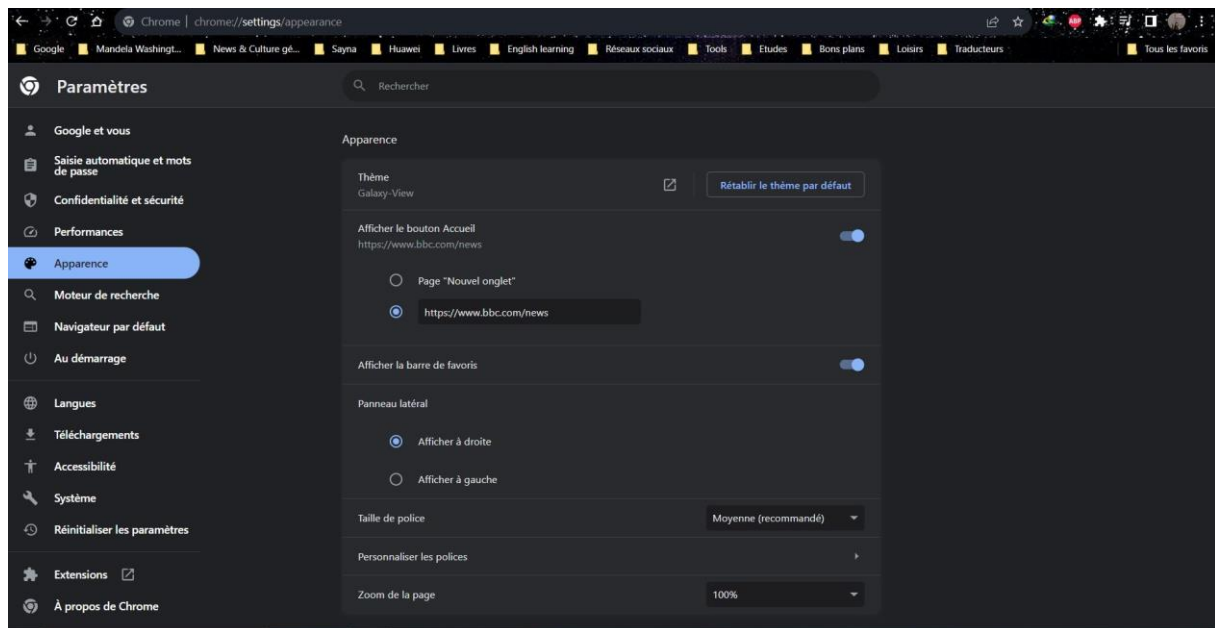 Chrome | chrome://settings/appearance
Google Mandela Washingt... News & Culture gé... Sayna Huawei Livres English learning Réseaux sociaux Tools Etudes Bons plans Loisirs Traducteurs Tous les favoris
Paramètres
Rechercher
Google et vous
Saisie automatique et mots
de passe
Confidentialité et sécurité
Performances
Apparence
Moteur de recherche
Navigateur par défaut
Au démarrage
Langues
Téléchargements
Accessibilité
Système
Réinitialiser les paramètres
Extensions
À propos de Chrome
Apparence
Thème
Galaxy-View
Rétablir le thème par défaut
Afficher le bouton Accueil
https://www.bbc.com/news
Page "Nouvel onglet"
https://www.bbc.com/news
Afficher la barre de favoris
Panneau latéral
Afficher à droite
Afficher à gauche
Taille de police
Moyenne (recommandé)
Personnaliser les polices
Zoom de la page
100%